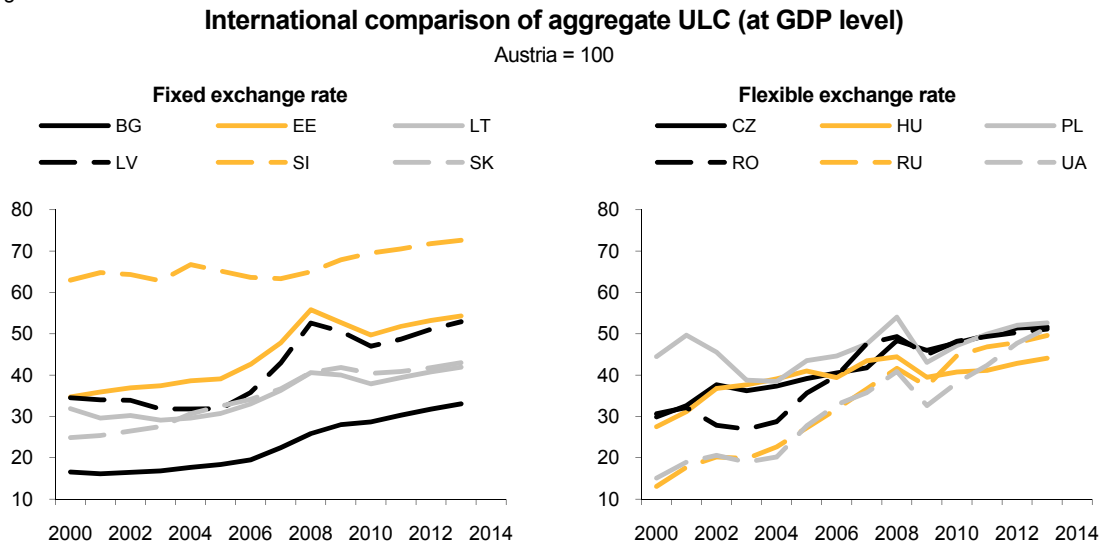 International comparison of aggregate ULC (at GDP level)
Austria = 100
Fixed exchange rate
BG EE LT
LV SI SK
80
70
60
50
40
30
20
10
2000 2002 2004 2006 2008 2010 2012 2014
Flexible exchange rate
CZ HU PL
RO RU UA
80
70
60
50
40
30
20
10
2000 2002 2004 2006 2008 2010 2012 2014